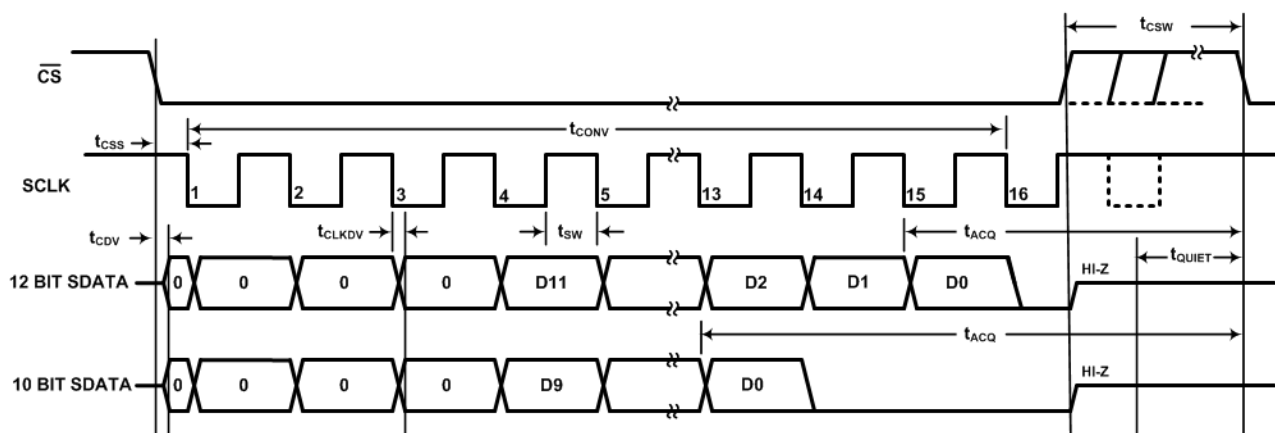 tCSW
CS
tCONV
tCSS
SCLK
1 2 3 4 5 13 14 15 16
tCDV tCLKDV tSW tACQ
tQUIET
12 BIT SDATA 0 0 0 0 D11 D2 D1 D0 HI-Z
tACQ
10 BIT SDATA 0 0 0 0 D9 D0 HI-Z